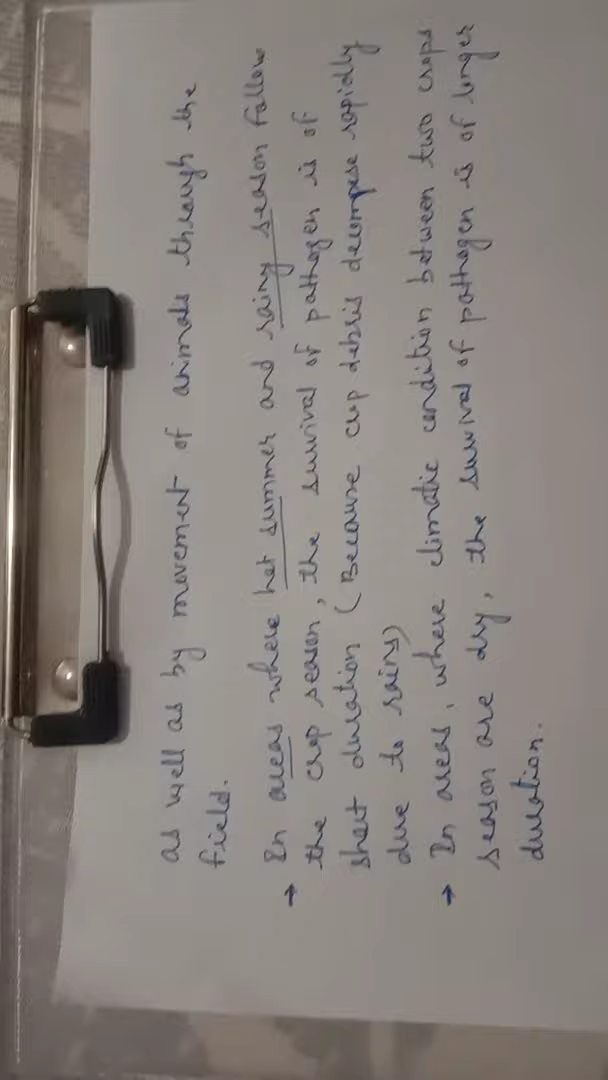 as well as by movement of animals through the
field.
→ In areas where hot summer and rainy season follow
the crop season, the survival of pathogen is of
short duration (Because crop debris decompose rapidly
due to rains)
→ In areas, where climatic condition between two crops
season are dry, the survival of pathogen is of longer
duration.